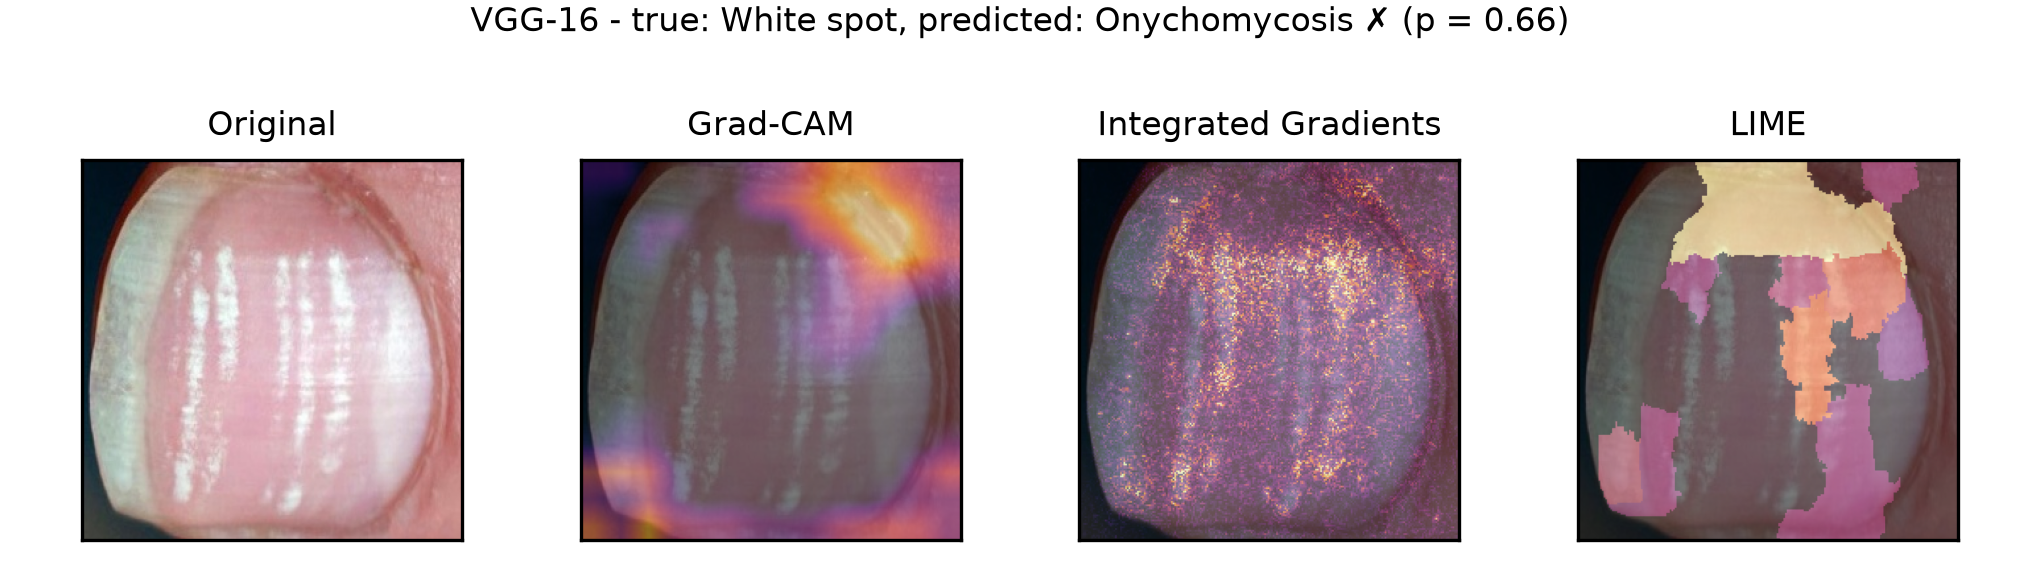 VGG-16 - true: White spot, predicted: Onychomycosis ✗ (p = 0.66)
Original
Grad-CAM
Integrated Gradients
LIME